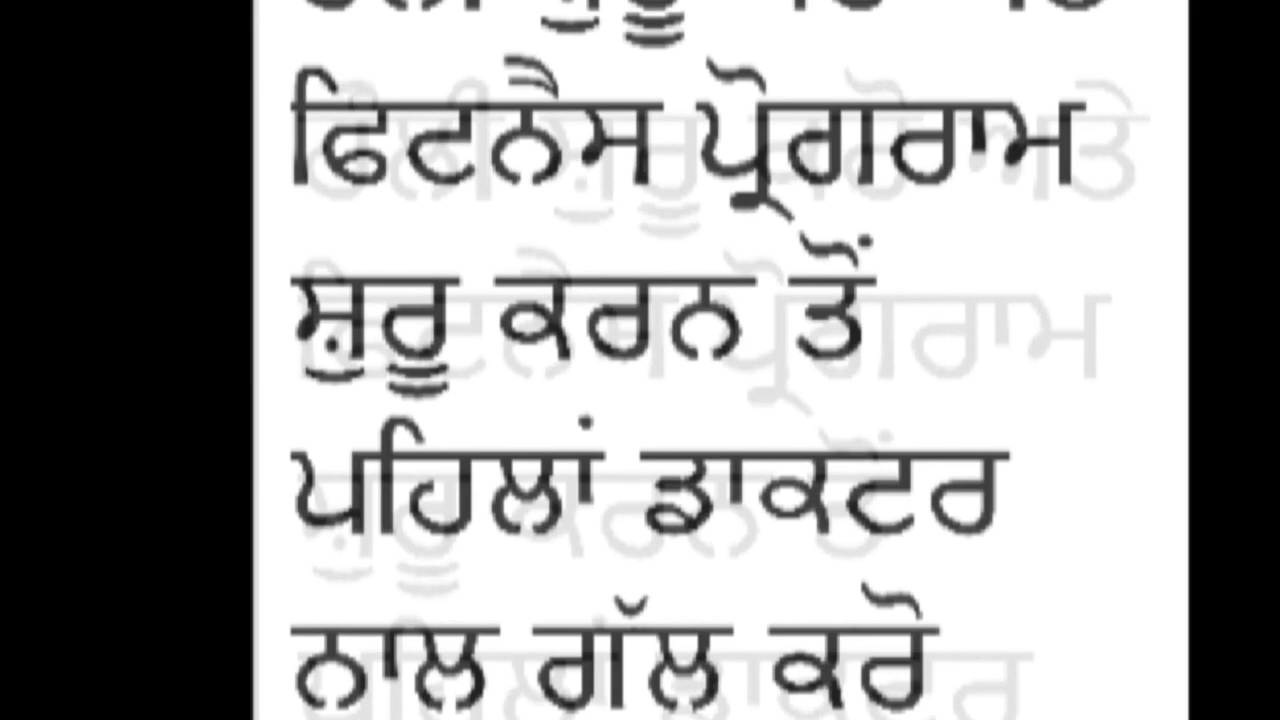 ਫਿਟਨੈਸ ਪ੍ਰੋਗਰਾਮ
ਸ਼ੁਰੂ ਕਰਨ ਤੋਂ
ਪਹਿਲਾਂ ਡਾਕਟਰ
ਨਾਲ ਗੱਲ ਕਰੋ